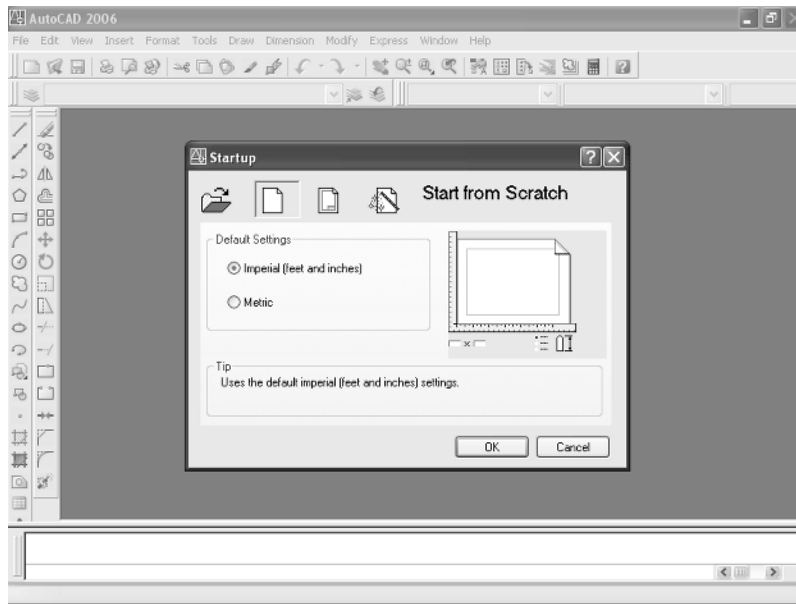 AutoCAD 2006
File Edit View Insert Format Tools Draw Dimension Modify Express Window Help
Startup
Start from Scratch
Default Settings
Imperial (feet and inches)
Metric
Tip
Uses the default imperial (feet and inches) settings.
OK Cancel